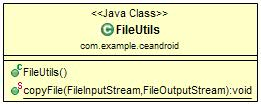 <<Java Class>>
FileUtils
com.example.ceandroid
FileUtils()
copyFile(FileInputStream,FileOutputStream):void